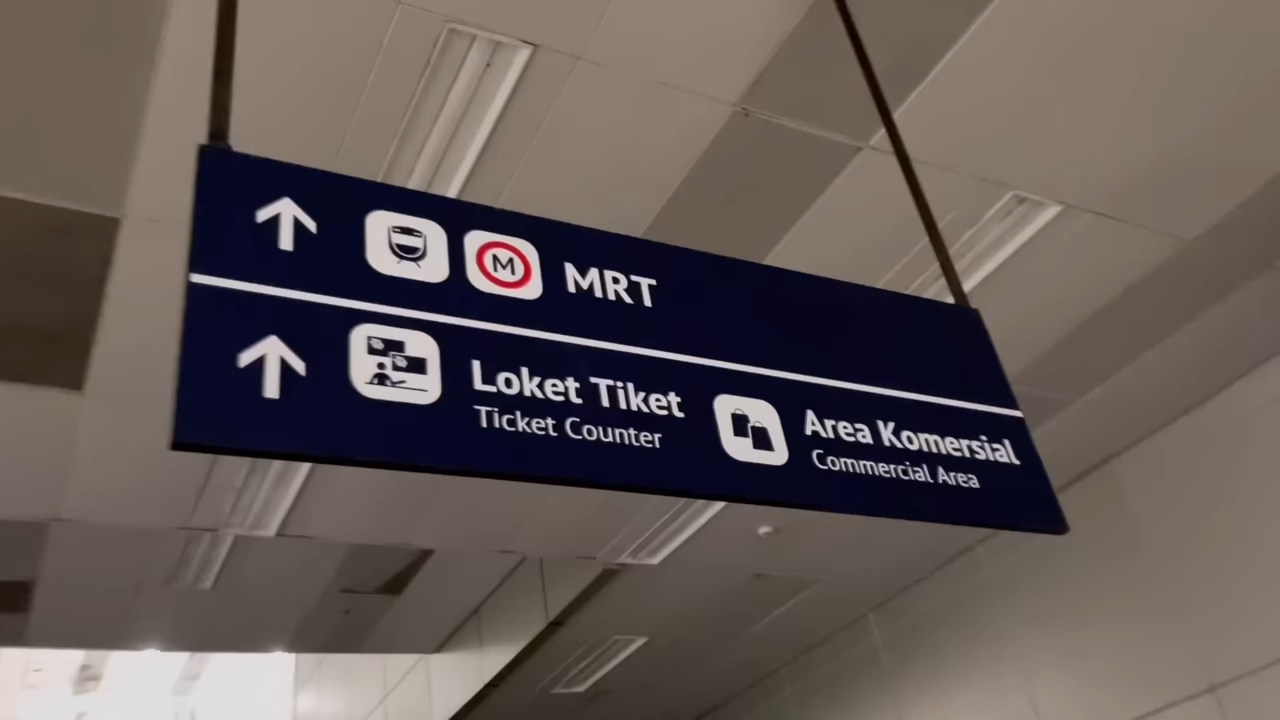 M MRT
Loket Tiket
Ticket Counter
Area Komersial
Commercial Area